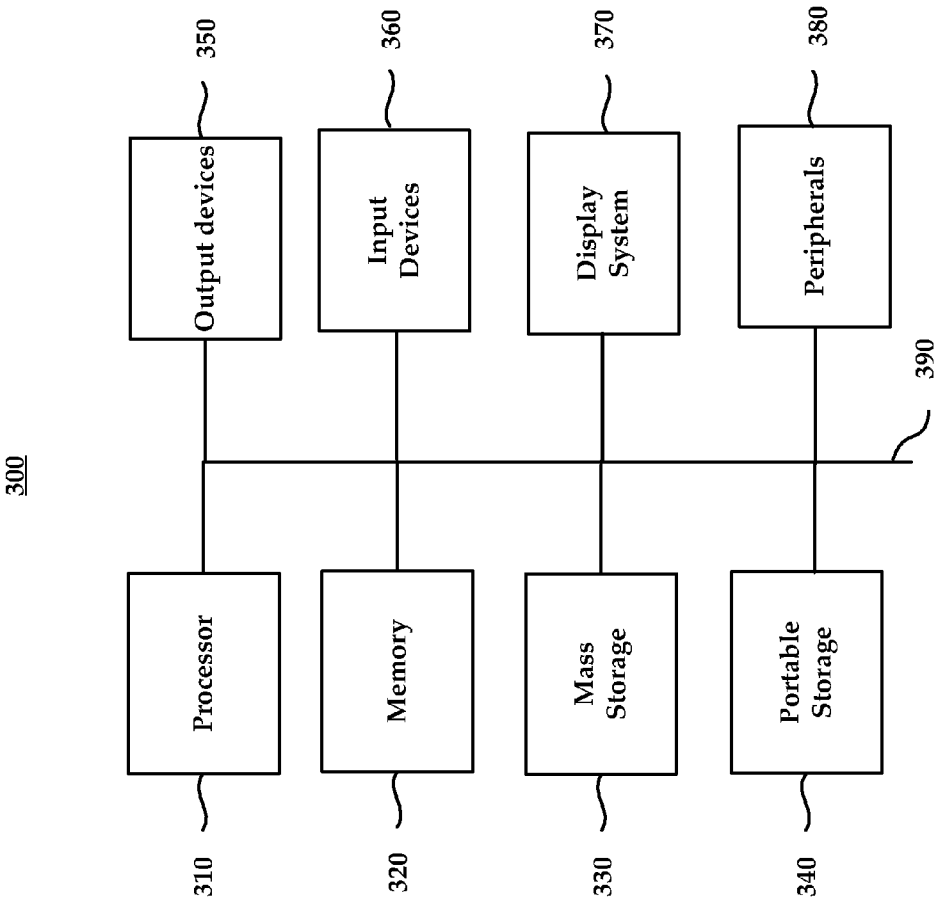 300
310
Processor
320
Memory
330
Mass
Storage
340
Portable
Storage
350
Output devices
360
Input
Devices
370
Display
System
380
Peripherals
390